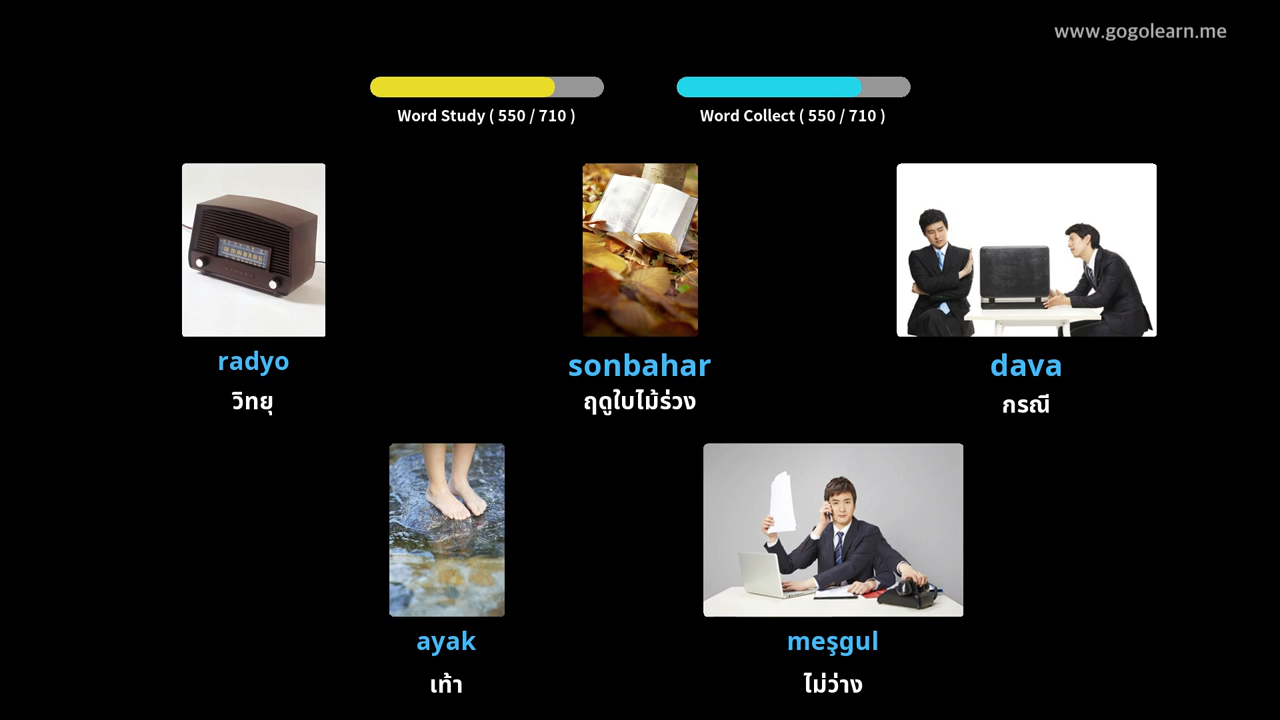 www.gogolearn.me
Word Study ( 550 / 710 )
Word Collect ( 550 / 710 )
radyo
วิทยุ
sonbahar
ฤดูใบไม้ร่วง
dava
กรณี
ayak
เท้า
meşgul
ไม่ว่าง